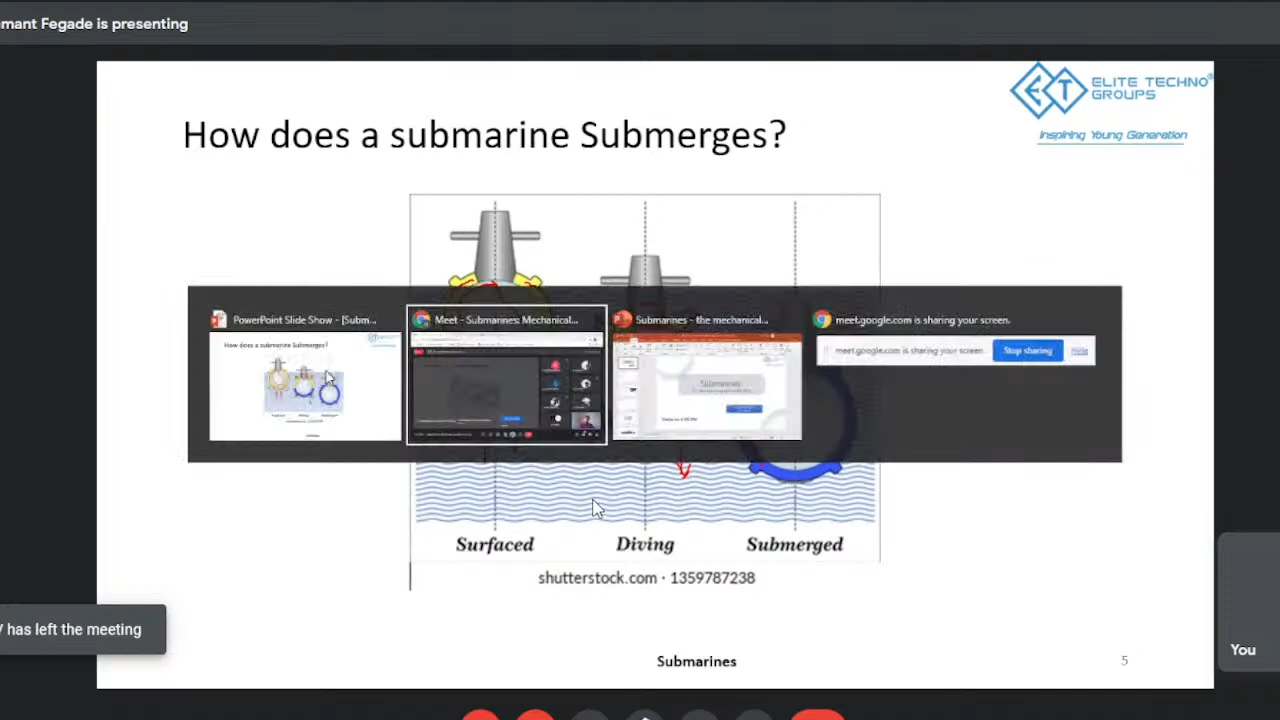 mant Fegade is presenting
ELITE TECHNO®
GROUPS
Inspiring Young Generation
How does a submarine Submerges?
PowerPoint Slide Show - [Subm...
Meet - Submarines: Mechanical...
Submarines - the mechanical...
meet.google.com is sharing your screen.
How does a submarine Submerges?
Submarines
meet.google.com is sharing your screen.
Stop sharing
Hide
Surfaced
Diving
Submerged
shutterstock.com · 1359787238
has left the meeting
You
Submarines
5